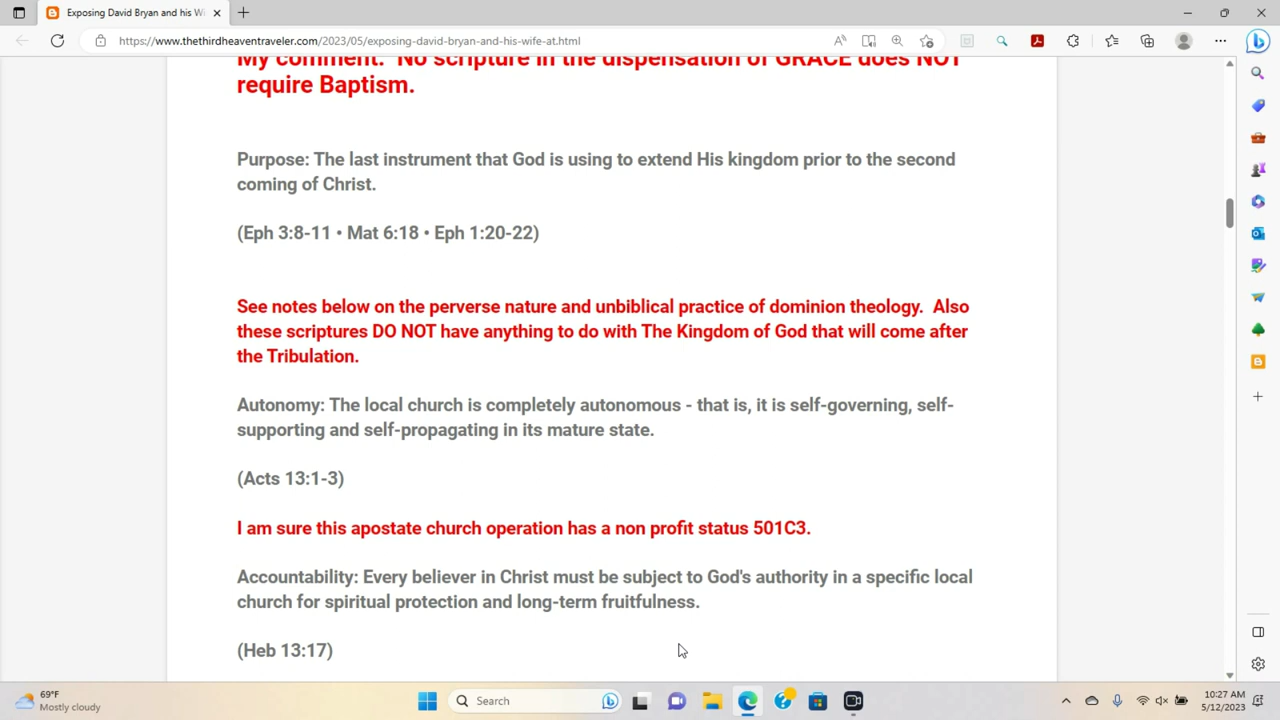 Exposing David Bryan and his Wi
https://www.thethirdheaventraveler.com/2023/05/exposing-david-bryan-and-his-wife-at.html
My comment: No scripture in the dispensation of GRACE does NOT
require Baptism.
Purpose: The last instrument that God is using to extend His kingdom prior to the second
coming of Christ.
(Eph 3:8-11 • Mat 6:18 • Eph 1:20-22)
See notes below on the perverse nature and unbiblical practice of dominion theology.  Also
these scriptures DO NOT have anything to do with The Kingdom of God that will come after
the Tribulation.
Autonomy: The local church is completely autonomous - that is, it is self-governing, self-
supporting and self-propagating in its mature state.
(Acts 13:1-3)
I am sure this apostate church operation has a non profit status 501C3.
Accountability: Every believer in Christ must be subject to God's authority in a specific local
church for spiritual protection and long-term fruitfulness.
(Heb 13:17)
69°F
Mostly cloudy
Search
10:27 AM
5/12/2023